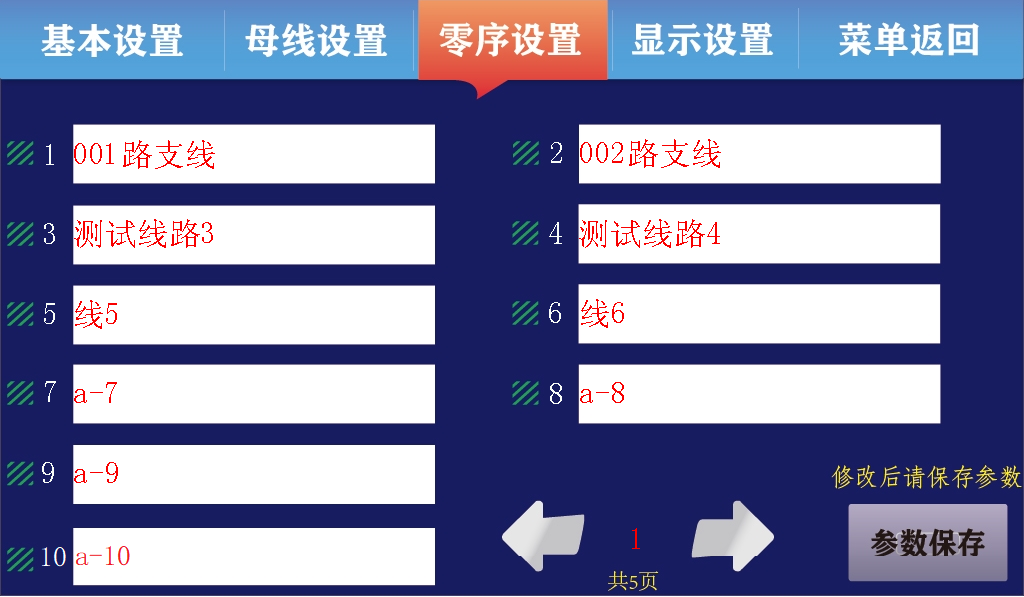 基本设置 母线设置 零序设置 显示设置 菜单返回
1 001路支线
2 002路支线
3 测试线路3
4 测试线路4
5 线5
6 线6
7 a-7
8 a-8
9 a-9
修改后请保存参数
10 a-10
1
共5页
参数保存